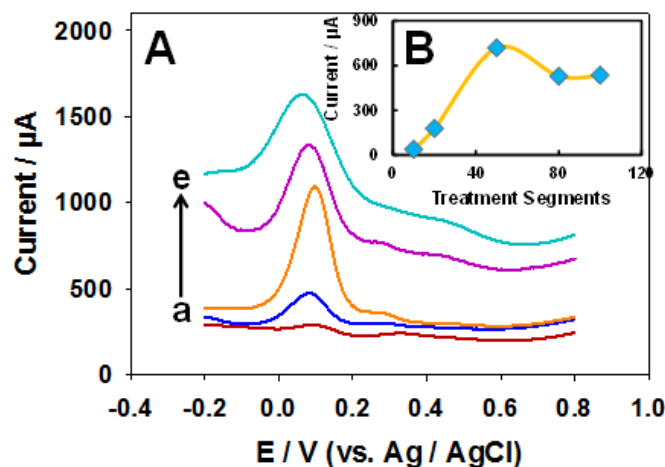 A
B
Current / µA
2000
1500
1000
500
0
e
a
-0.4
-0.2
0.0
0.2
0.4
0.6
0.8
1.0
E / V (vs. Ag / AgCl)
Current / µA
900
600
300
0
0
40
80
120
Treatment Segments